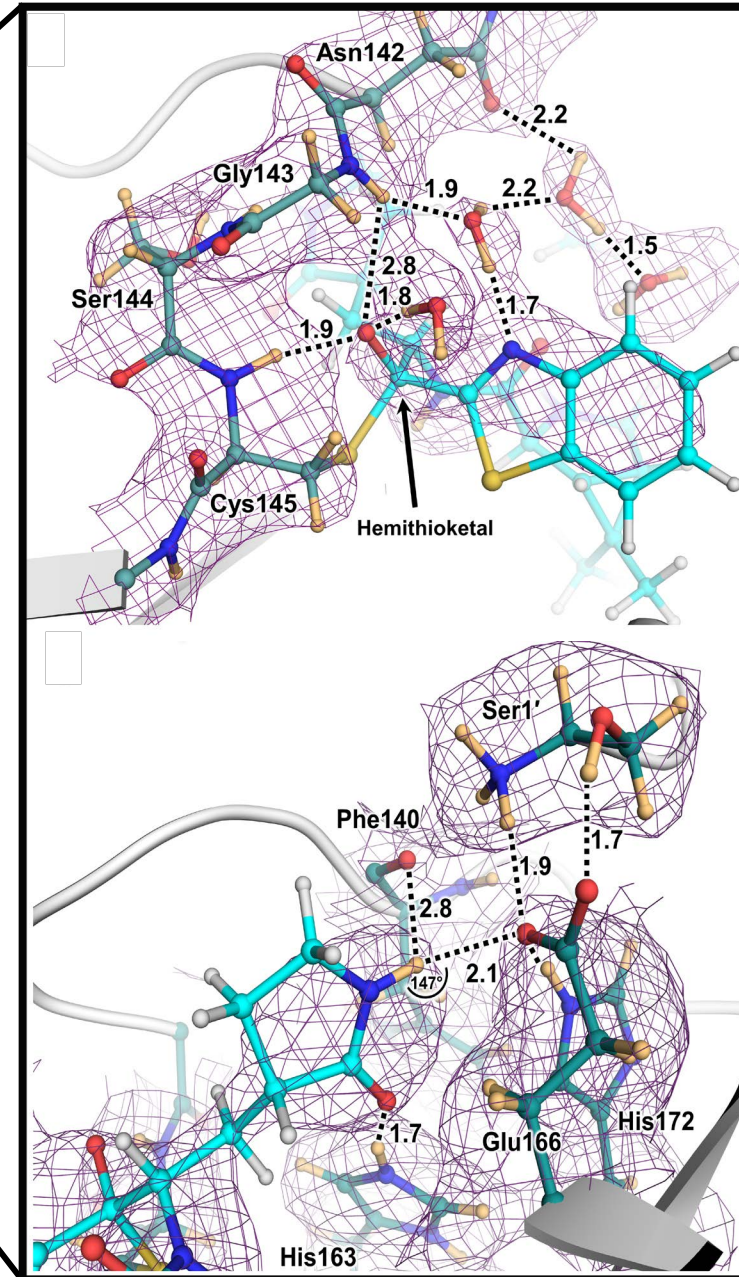 Asn142
2.2
Gly143
1.9
2.2
1.5
2.8
Ser144
1.8
1.9
1.7
Cys145
Hemithioketal
Ser1′
Phe140
1.7
1.9
2.8
147°
2.1
1.7
Glu166
His172
His163